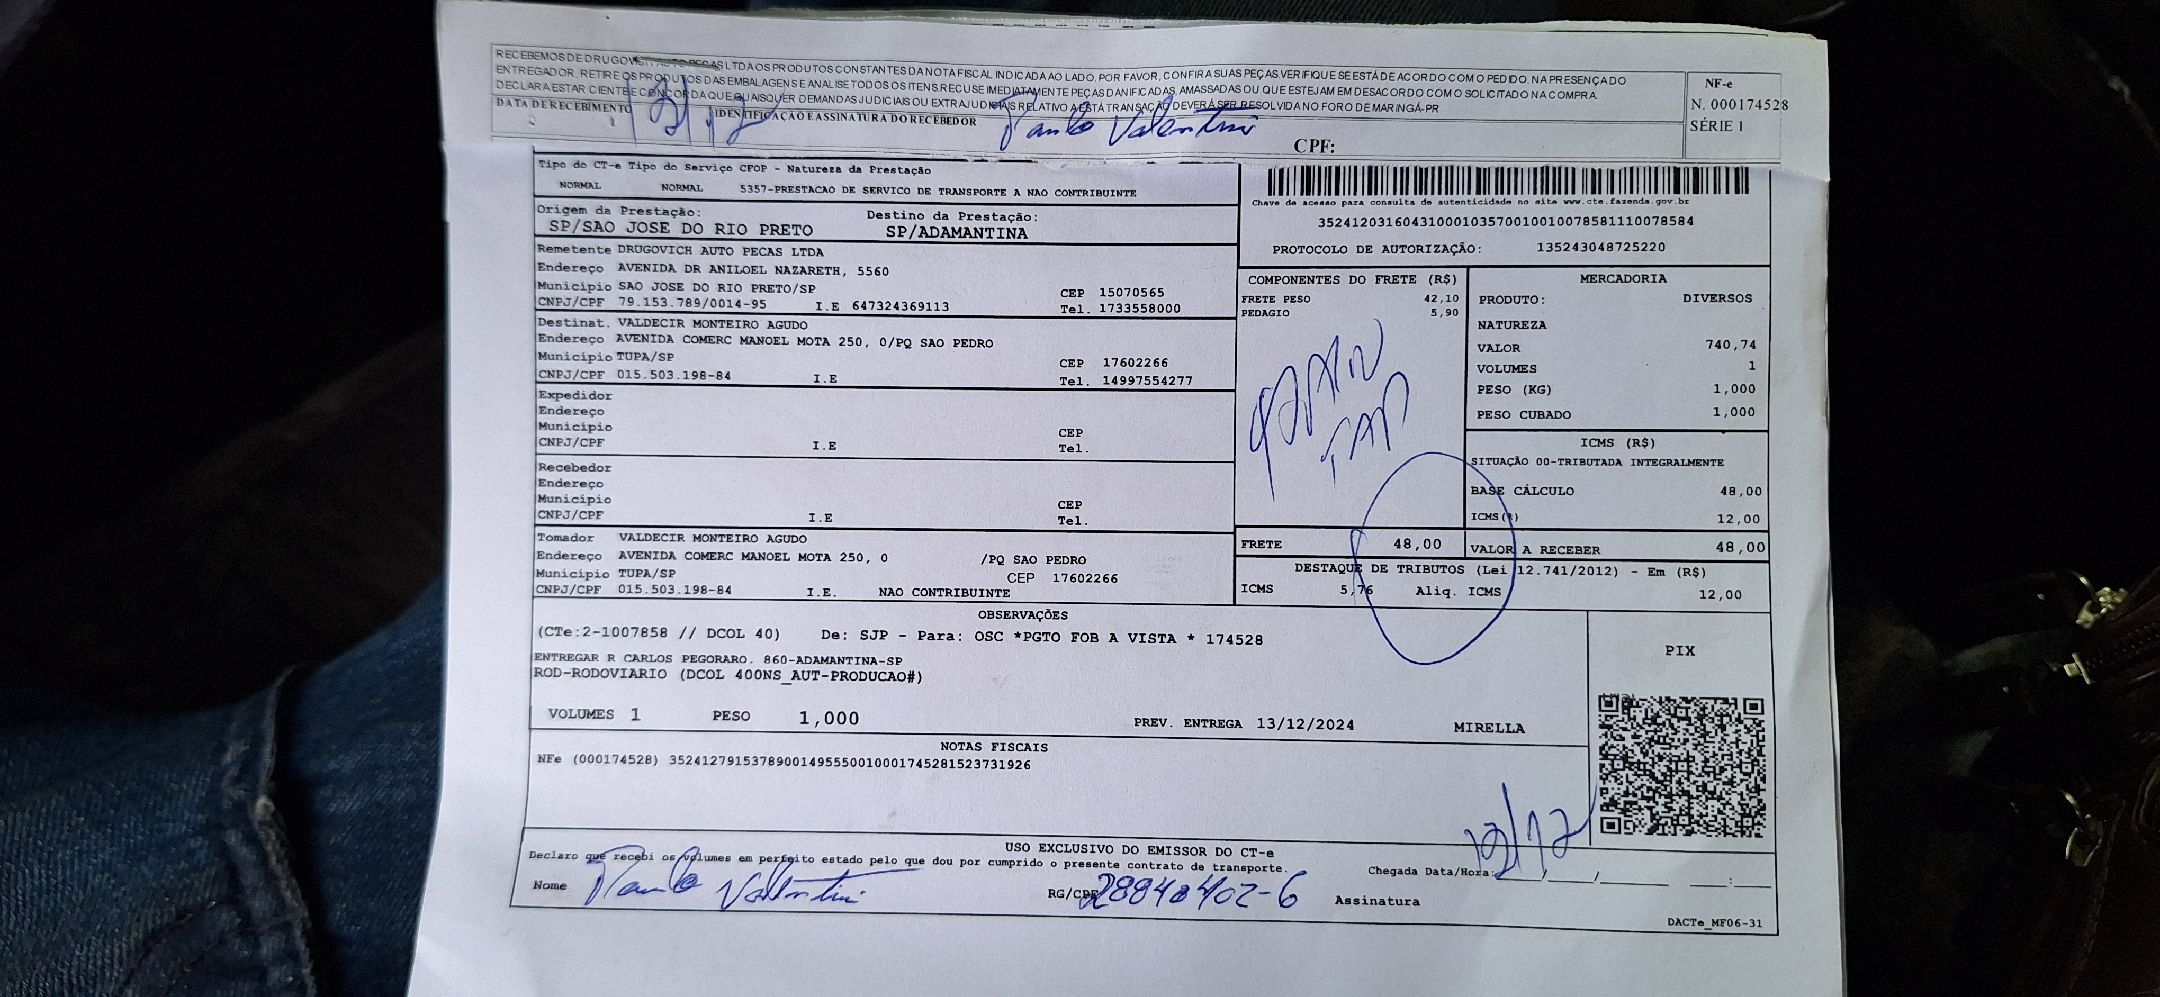 RECEBEMOS DE DRUGOVICH AUTO PECAS LTDA OS PRODUTOS CONSTANTES DA NOTA FISCAL INDICADA AO LADO, POR FAVOR, CONFIRA SUAS PEÇAS VERIFIQUE SE ESTÁ DE ACORDO COM O PEDIDO. NA PRESENÇA DO
ENTREGADOR, RETIRE OS PRODUTOS DAS EMBALAGENS E ANALISE TODOS OS ITENS, RECUSE IMEDIATAMENTE PEÇAS DANIFICADAS, AMASSADAS OU QUE ESTEJAM EM DESACORDO COM O SOLICITADO NA COMPRA.
DECLARA ESTAR CIENTE E CONCORDA QUE QUAISQUER DEMANDAS JUDICIAIS OU EXTRAJUDICIAIS RELATIVO A ESTÁ TRANSAÇÃO DEVERÁ SER RESOLVIDA NO FORO DE MARINGÁ-PR
NF-e
N. 000174528
SÉRIE 1
DATA DE RECEBIMENTO 13/12 IDENTIFICAÇÃO E ASSINATURA DO RECEBEDOR Paulo Valentini
CPF:
Tipo do CT-e Tipo do Serviço CFOP - Natureza da Prestação
NORMAL NORMAL 5357-PRESTACAO DE SERVICO DE TRANSPORTE A NAO CONTRIBUINTE
Origem da Prestação: Destino da Prestação:
SP/SAO JOSE DO RIO PRETO SP/ADAMANTINA
Chave de acesso para consulta de autenticidade no site www.cte.fazenda.gov.br
35241203160431000103570010010078581110078584
PROTOCOLO DE AUTORIZAÇÃO: 135243048725220
Remetente DRUGOVICH AUTO PECAS LTDA
Endereço AVENIDA DR ANILOEL NAZARETH, 5560
Município SAO JOSE DO RIO PRETO/SP CEP 15070565
CNPJ/CPF 79.153.789/0014-95 I.E 647324369113 Tel. 1733558000
Destinat. VALDECIR MONTEIRO AGUDO
Endereço AVENIDA COMERC MANOEL MOTA 250, 0/PQ SAO PEDRO
Município TUPA/SP CEP 17602266
CNPJ/CPF 015.503.198-84 I.E Tel. 14997554277
Expedidor
Endereço
Município CEP
CNPJ/CPF I.E Tel.
Recebedor
Endereço
Município CEP
CNPJ/CPF I.E Tel.
Tomador VALDECIR MONTEIRO AGUDO
Endereço AVENIDA COMERC MANOEL MOTA 250, 0 /PQ SAO PEDRO
Município TUPA/SP CEP 17602266
CNPJ/CPF 015.503.198-84 I.E. NAO CONTRIBUINTE
COMPONENTES DO FRETE (R$)
FRETE PESO 42,10
PEDAGIO 5,90
FRETE 48,00
MERCADORIA
PRODUTO: DIVERSOS
NATUREZA
VALOR 740,74
VOLUMES 1
PESO (KG) 1,000
PESO CUBADO 1,000
ICMS (R$)
SITUAÇÃO 00-TRIBUTADA INTEGRALMENTE
BASE CÁLCULO 48,00
ICMS(%) 12,00
VALOR A RECEBER 48,00
DESTAQUE DE TRIBUTOS (Lei 12.741/2012) - Em (R$)
ICMS 5,76 Aliq. ICMS 12,00
OBSERVAÇÕES
(CTe:2-1007858 // DCOL 40) De: SJP - Para: OSC *PGTO FOB A VISTA * 174528
ENTREGAR R CARLOS PEGORARO, 860-ADAMANTINA-SP
ROD-RODOVIARIO (DCOL 400NS_AUT-PRODUCAO#)
VOLUMES 1 PESO 1,000 PREV. ENTREGA 13/12/2024 MIRELLA
PIX
NOTAS FISCAIS
NFe (000174528) 35241279153789001495550010001745281523731926
USO EXCLUSIVO DO EMISSOR DO CT-e
Declaro que recebi os volumes em perfeito estado pelo que dou por cumprido o presente contrato de transporte.
Chegada Data/Hora:
Nome Paulo Valentini RG/CPF 28848402-6 Assinatura
DACTe_MF06-31